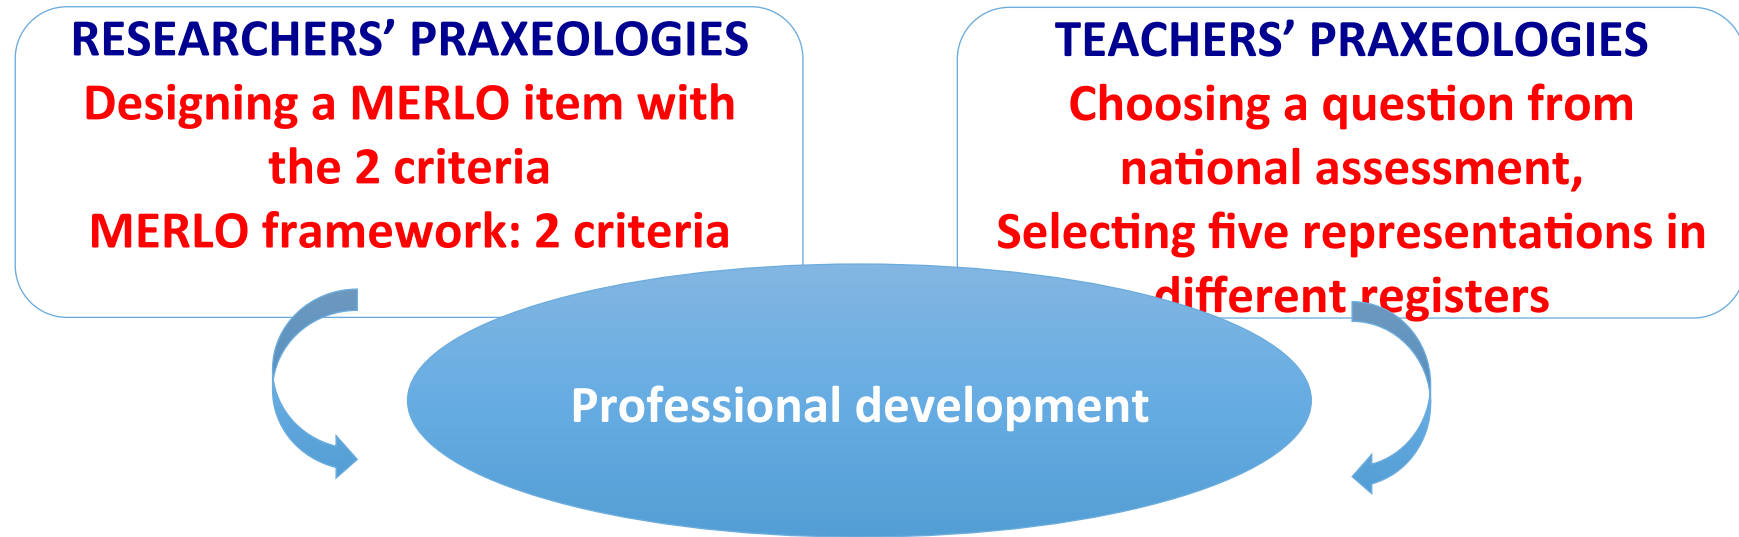 RESEARCHERS’ PRAXEOLOGIES
Designing a MERLO item with
the 2 criteria
MERLO framework: 2 criteria
TEACHERS’ PRAXEOLOGIES
Choosing a question from
national assessment,
Selecting five representations in
different registers
Professional development